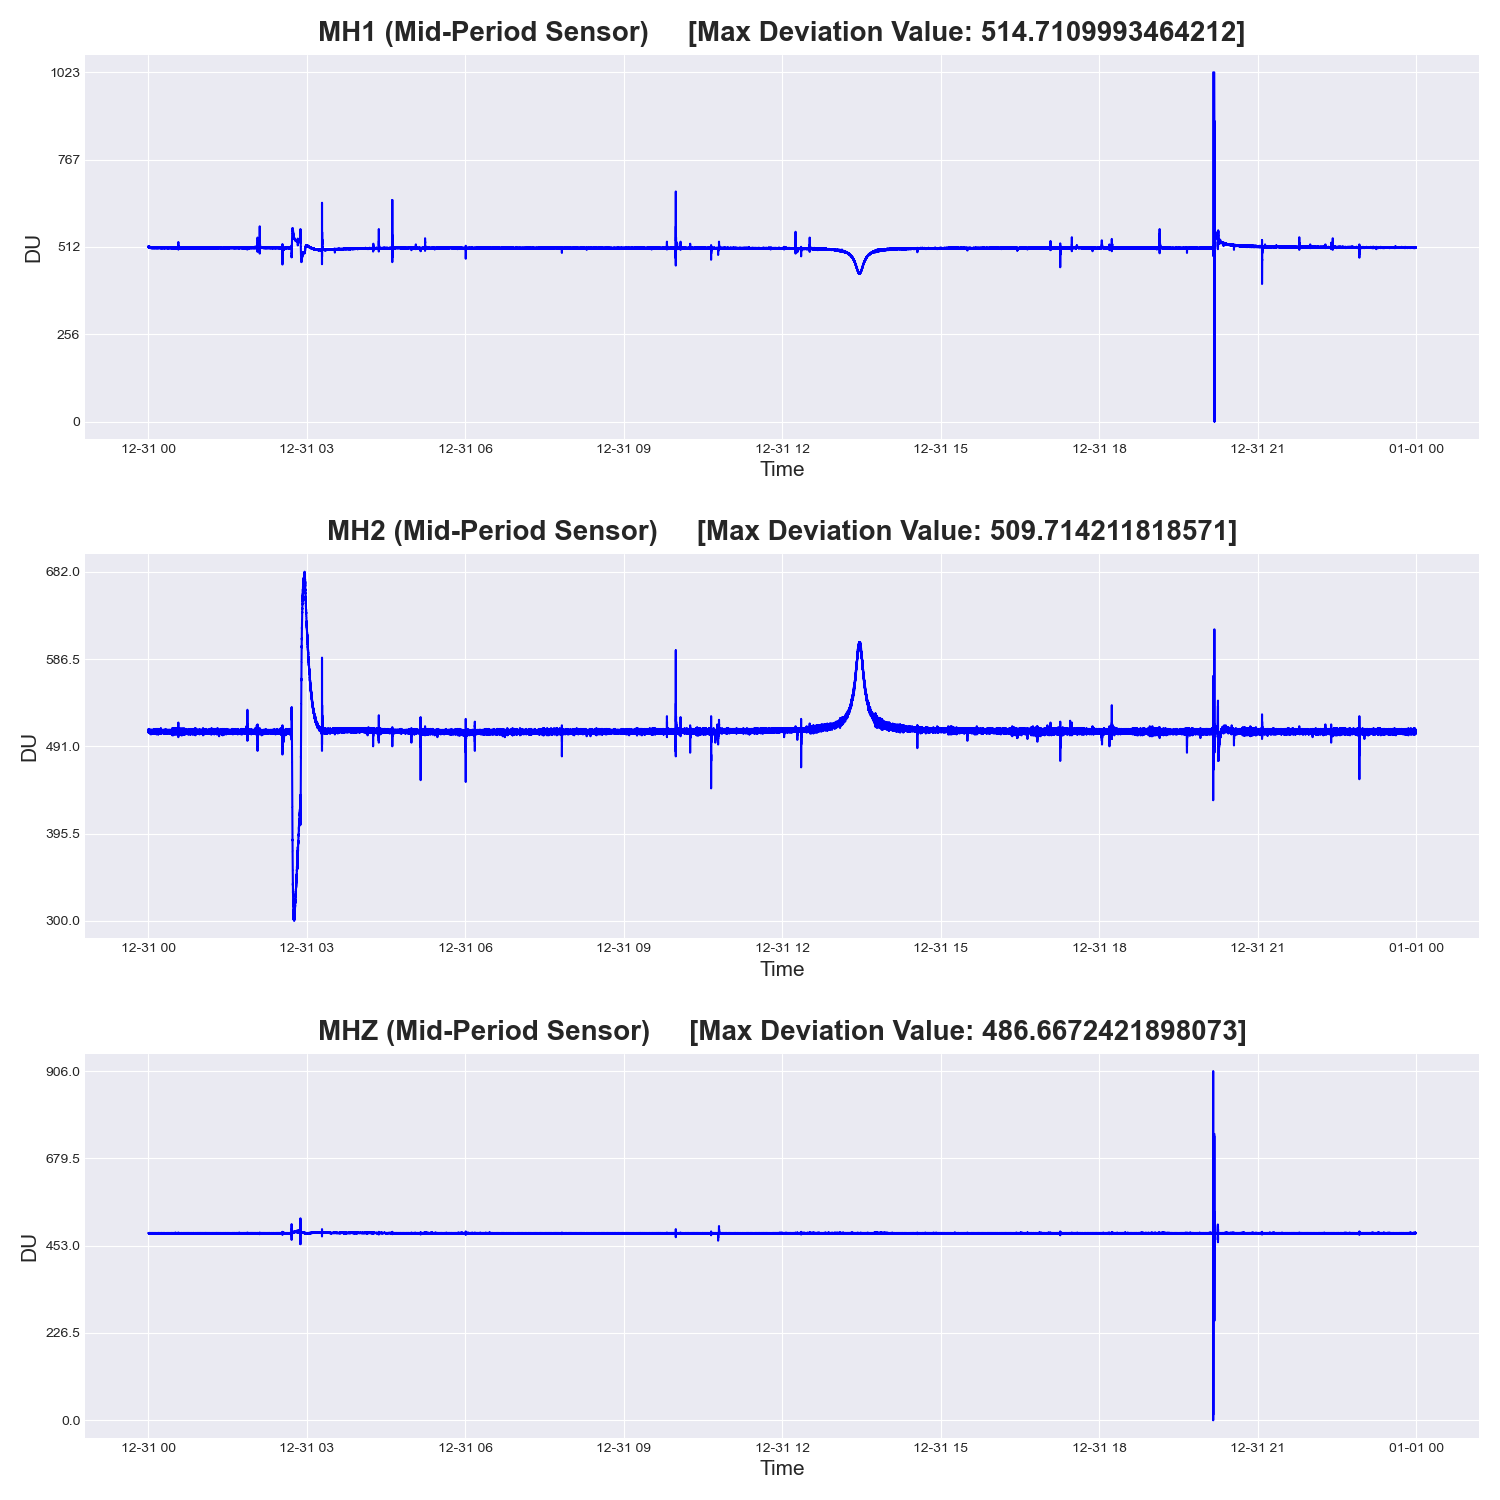 MH1 (Mid-Period Sensor) [Max Deviation Value: 514.7109993464212]
1023
767
512
256
0
DU
12-31 00 12-31 03 12-31 06 12-31 09 12-31 12 12-31 15 12-31 18 12-31 21 01-01 00
Time
MH2 (Mid-Period Sensor) [Max Deviation Value: 509.714211818571]
682.0
586.5
491.0
395.5
300.0
DU
12-31 00 12-31 03 12-31 06 12-31 09 12-31 12 12-31 15 12-31 18 12-31 21 01-01 00
Time
MHZ (Mid-Period Sensor) [Max Deviation Value: 486.6672421898073]
906.0
679.5
453.0
226.5
0.0
DU
12-31 00 12-31 03 12-31 06 12-31 09 12-31 12 12-31 15 12-31 18 12-31 21 01-01 00
Time